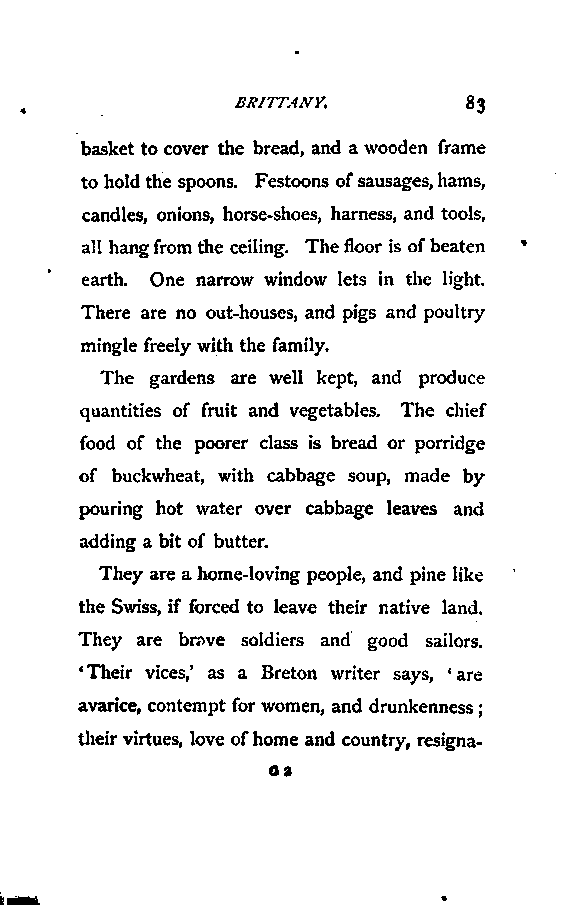 BRITTANY. 83
basket to cover the bread, and a wooden frame
to hold the spoons. Festoons of sausages, hams,
candles, onions, horse-shoes, harness, and tools,
all hang from the ceiling. The floor is of beaten
earth. One narrow window lets in the light.
There are no out-houses, and pigs and poultry
mingle freely with the family.
The gardens are well kept, and produce
quantities of fruit and vegetables. The chief
food of the poorer class is bread or porridge
of buckwheat, with cabbage soup, made by
pouring hot water over cabbage leaves and
adding a bit of butter.
They are a home-loving people, and pine like
the Swiss, if forced to leave their native land.
They are brave soldiers and good sailors.
‘Their vices,’ as a Breton writer says, ‘are
avarice, contempt for women, and drunkenness;
their virtues, love of home and country, resigna-
G 2